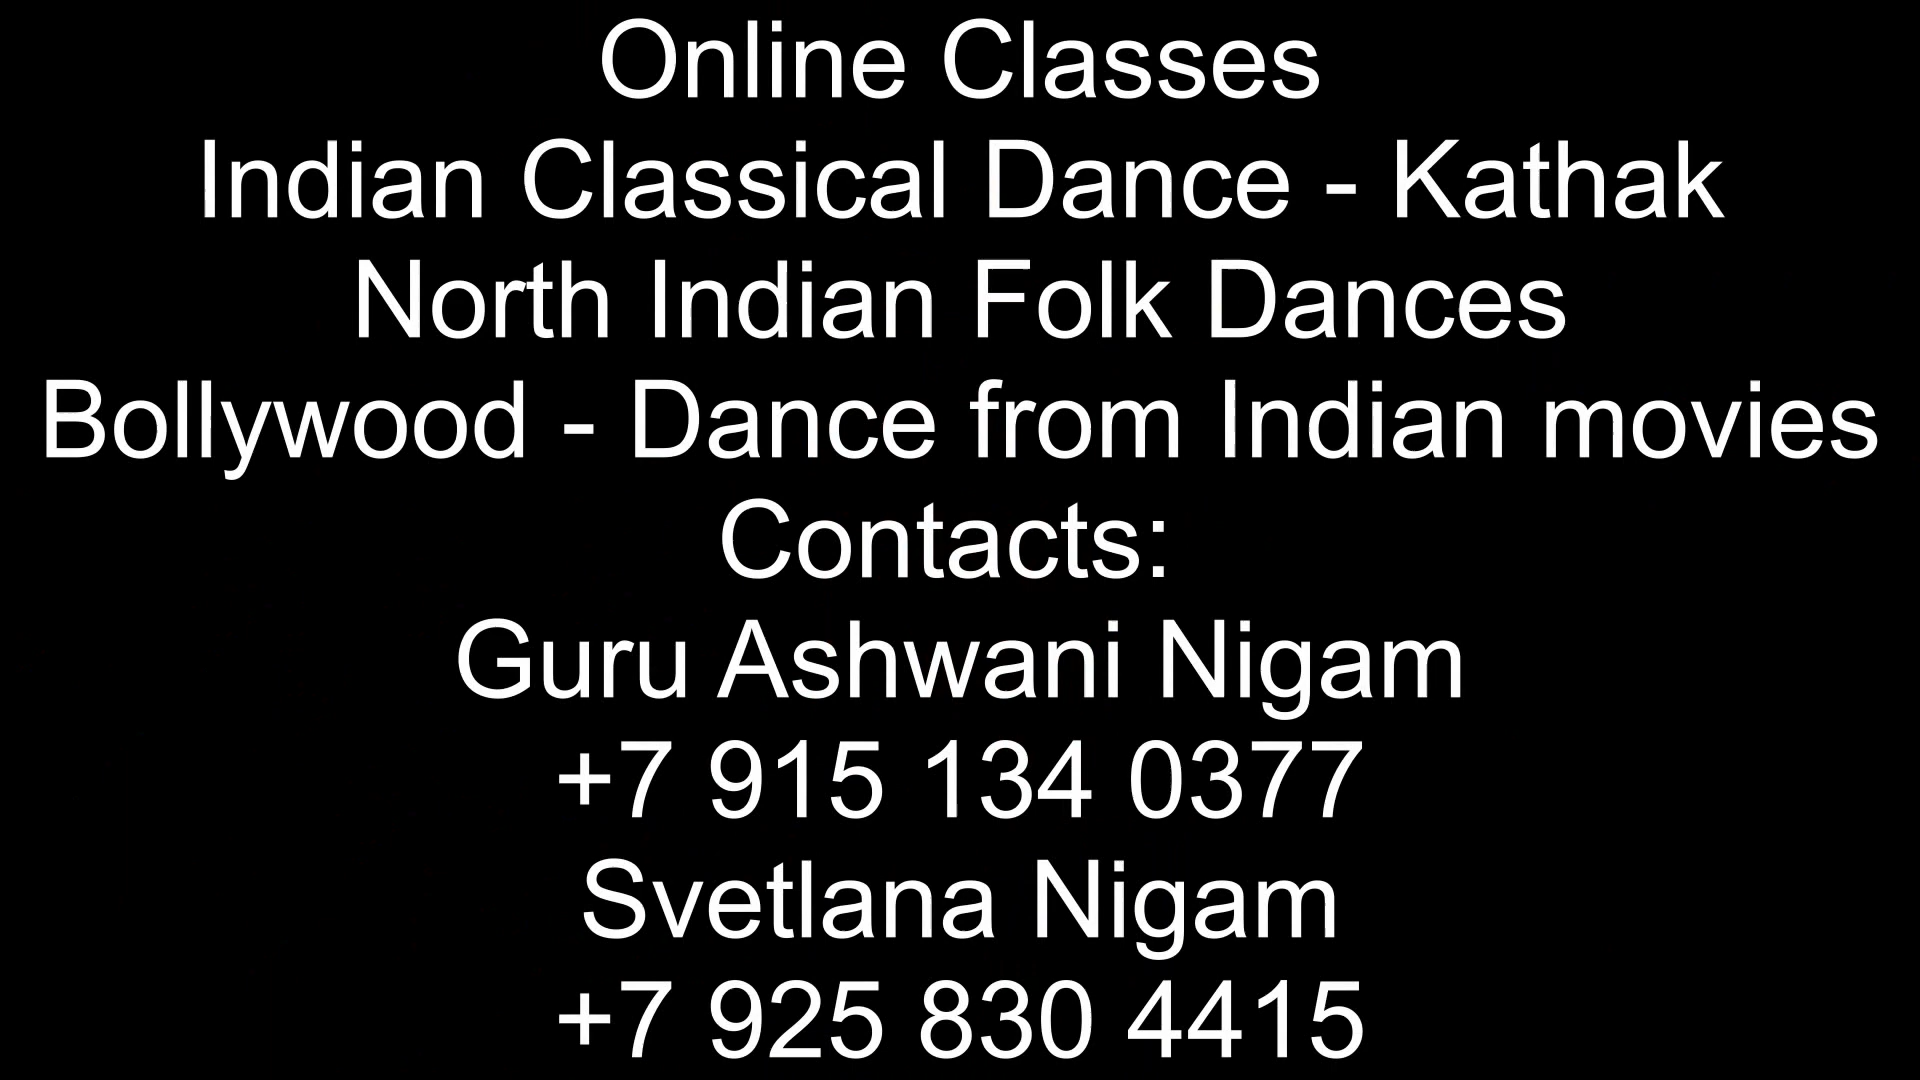 Online Classes
Indian Classical Dance - Kathak
North Indian Folk Dances
Bollywood - Dance from Indian movies
Contacts:
Guru Ashwani Nigam
+7 915 134 0377
Svetlana Nigam
+7 925 830 4415